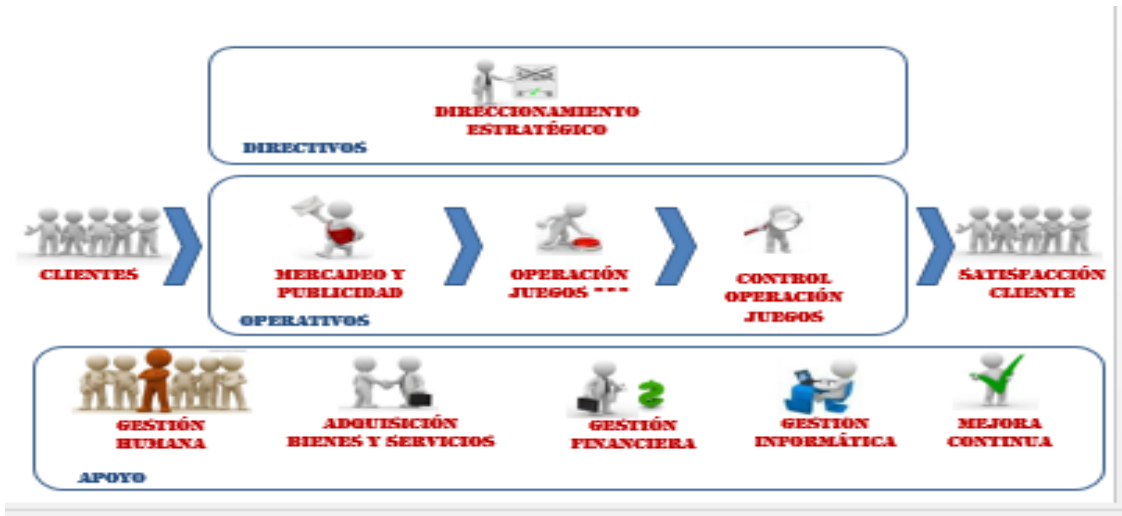 DIRECCIONAMIENTO
ESTRATÉGICO
DIRECTIVOS
CLIENTES
MERCADEO Y
PUBLICIDAD
OPERACIÓN
JUEGOS ***
CONTROL
OPERACIÓN
JUEGOS
SATISFACCIÓN
CLIENTE
OPERATIVOS
GESTIÓN
HUMANA
ADQUISICIÓN
BIENES Y SERVICIOS
GESTIÓN
FINANCIERA
GESTIÓN
INFORMÁTICA
MEJORA
CONTINUA
APOYO